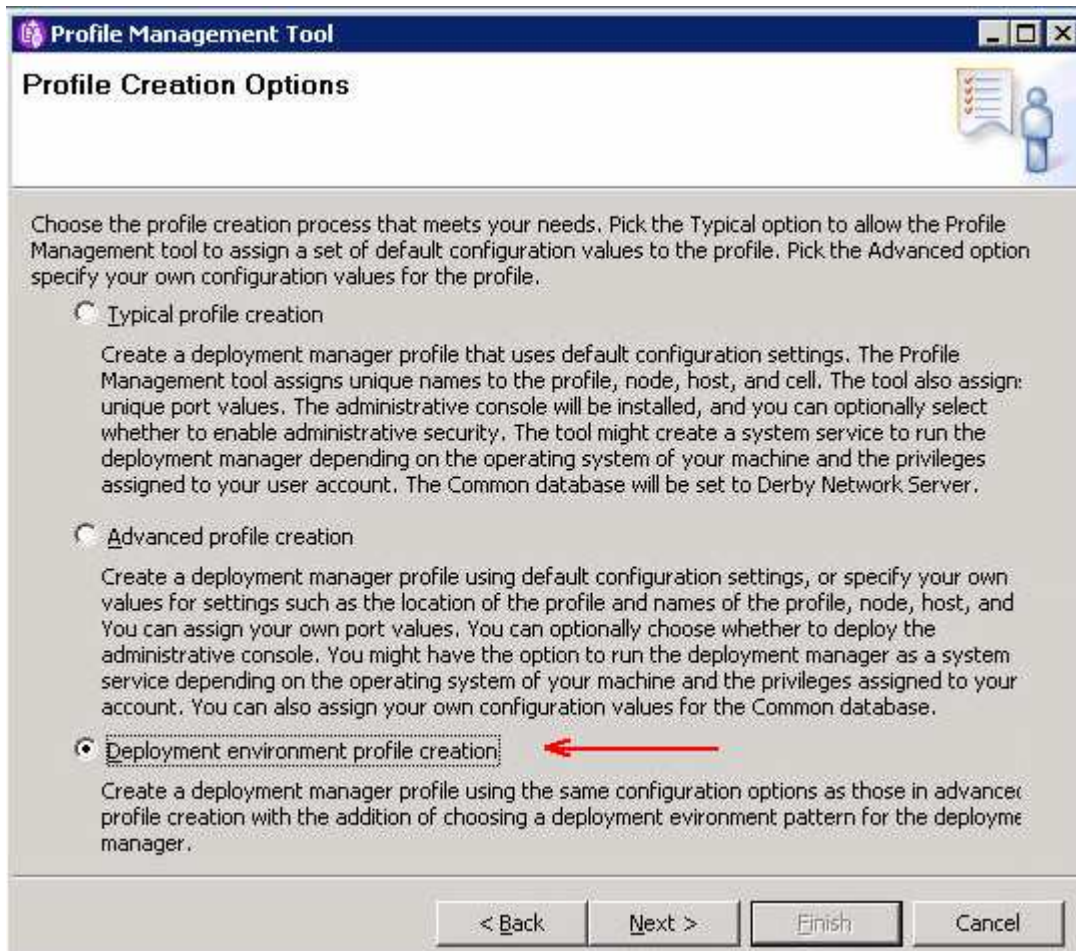 Profile Management Tool
Profile Creation Options
Choose the profile creation process that meets your needs. Pick the Typical option to allow the Profile
Management tool to assign a set of default configuration values to the profile. Pick the Advanced option
specify your own configuration values for the profile.
Typical profile creation
Create a deployment manager profile that uses default configuration settings. The Profile
Management tool assigns unique names to the profile, node, host, and cell. The tool also assign
unique port values. The administrative console will be installed, and you can optionally select
whether to enable administrative security. The tool might create a system service to run the
deployment manager depending on the operating system of your machine and the privileges
assigned to your user account. The Common database will be set to Derby Network Server.
Advanced profile creation
Create a deployment manager profile using default configuration settings, or specify your own
values for settings such as the location of the profile and names of the profile, node, host, and
You can assign your own port values. You can optionally choose whether to deploy the
administrative console. You might have the option to run the deployment manager as a system
service depending on the operating system of your machine and the privileges assigned to your
account. You can also assign your own configuration values for the Common database.
Deployment environment profile creation
Create a deployment manager profile using the same configuration options as those in advanced
profile creation with the addition of choosing a deployment evironment pattern for the deployme
manager.
< Back Next > Finish Cancel